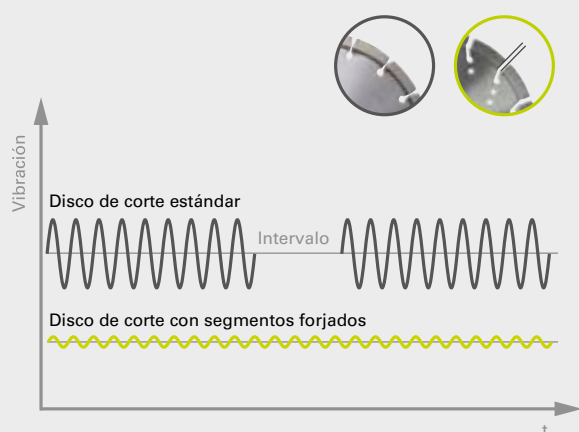 Vibración
Disco de corte estándar
Intervalo
Disco de corte con segmentos forjados
t